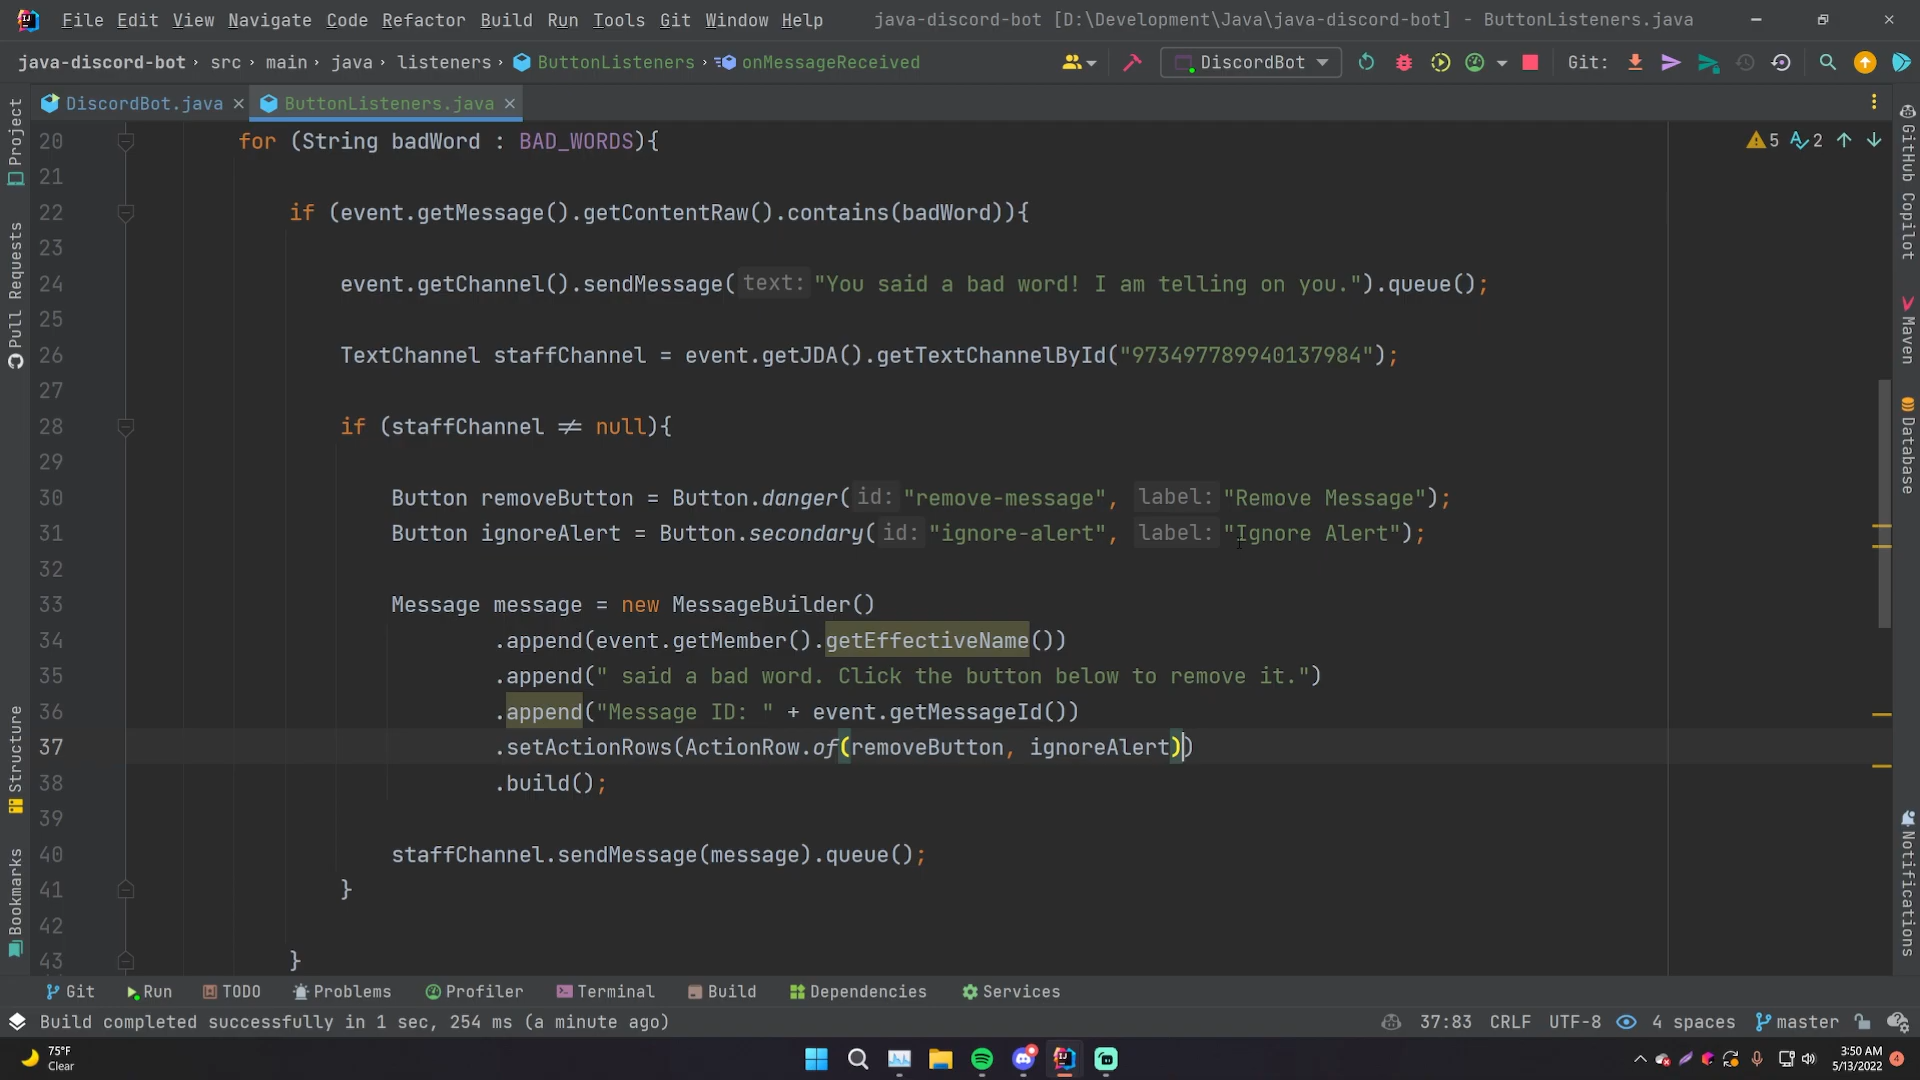 File Edit View Navigate Code Refactor Build Run Tools Git Window Help java-discord-bot [D:\Development\Java\java-discord-bot] - ButtonListeners.java
java-discord-bot › src › main › java › listeners › ButtonListeners › onMessageReceived DiscordBot Git:
DiscordBot.java ButtonListeners.java
Project
Pull Requests
Structure
Bookmarks
20 for (String badWord : BAD_WORDS){ 5 2
21
22 if (event.getMessage().getContentRaw().contains(badWord)){
23
24 event.getChannel().sendMessage( text: "You said a bad word! I am telling on you.").queue();
25
26 TextChannel staffChannel = event.getJDA().getTextChannelById("973497789940137984");
27
28 if (staffChannel ≠ null){
29
30 Button removeButton = Button.danger( id: "remove-message", label: "Remove Message");
31 Button ignoreAlert = Button.secondary( id: "ignore-alert", label: "Ignore Alert");
32
33 Message message = new MessageBuilder()
34 .append(event.getMember().getEffectiveName())
35 .append(" said a bad word. Click the button below to remove it.")
36 .append("Message ID: " + event.getMessageId())
37 .setActionRows(ActionRow.of(removeButton, ignoreAlert))
38 .build();
39
40 staffChannel.sendMessage(message).queue();
41 }
42
43 }
GitHub Copilot
Maven
Database
Notifications
Git Run TODO Problems Profiler Terminal Build Dependencies Services
Build completed successfully in 1 sec, 254 ms (a minute ago) 37:83 CRLF UTF-8 4 spaces master
75°F
Clear
3:50 AM
5/13/2022
4